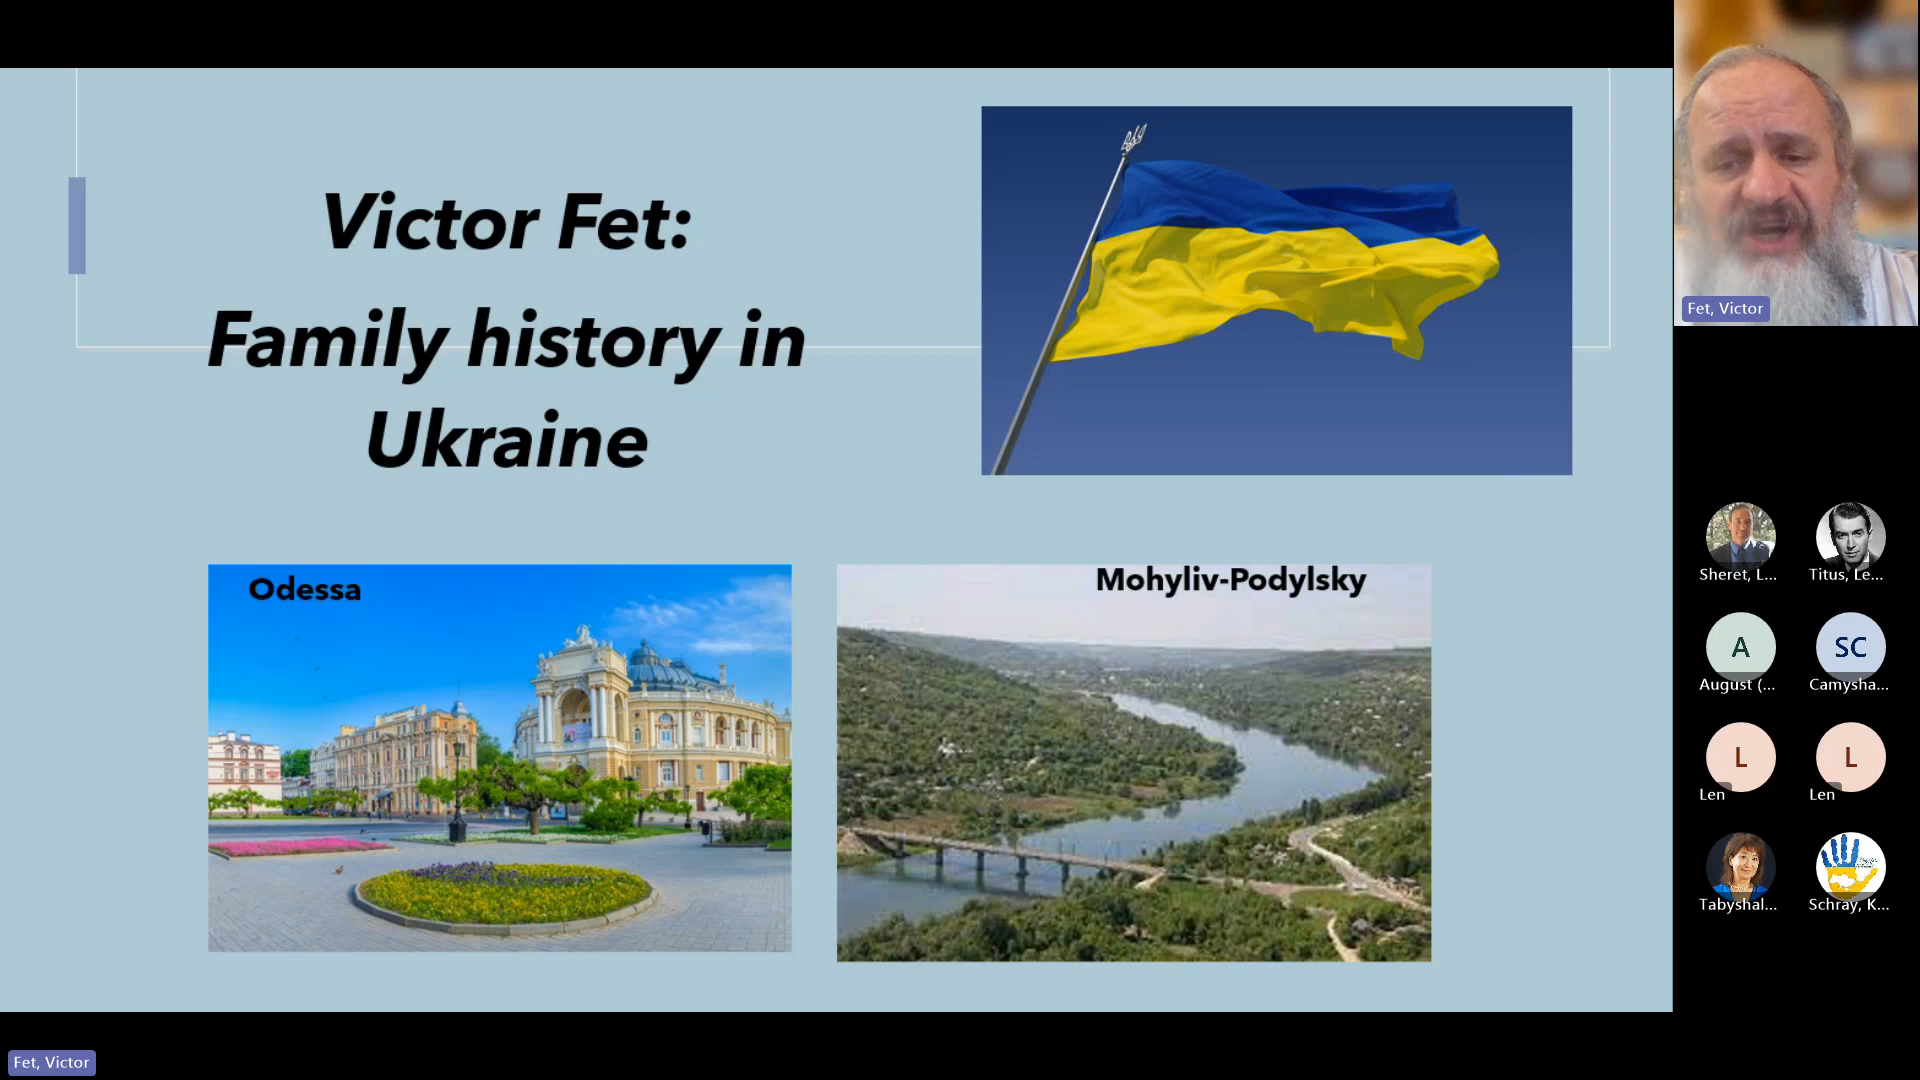 Victor Fet:
Family history in
Ukraine
Odessa
Mohyliv-Podylsky
Fet, Victor
Sheret, L...
Titus, Le...
A
SC
August (...
Camysha...
L
L
Len
Len
Tabyshal...
Schray, K...
Fet, Victor